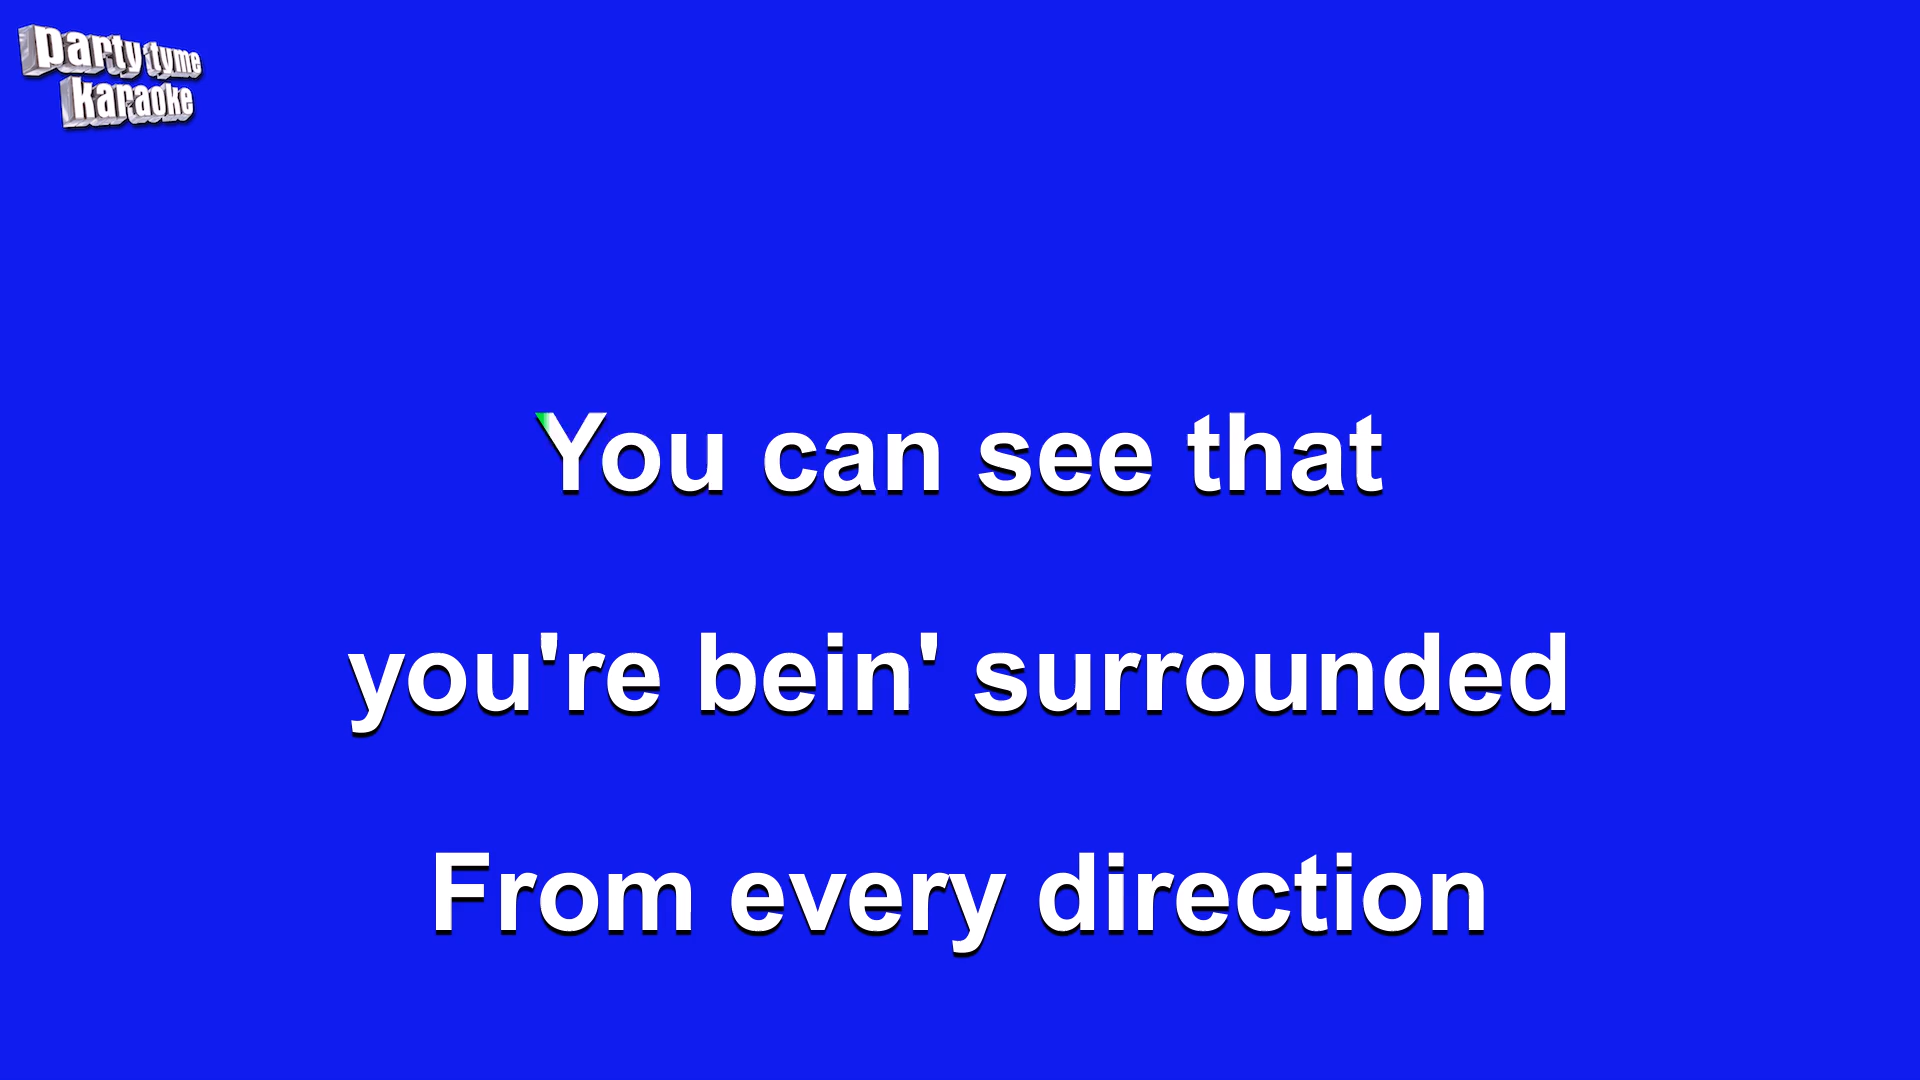 party tyme
karaoke
You can see that
you're bein' surrounded
From every direction